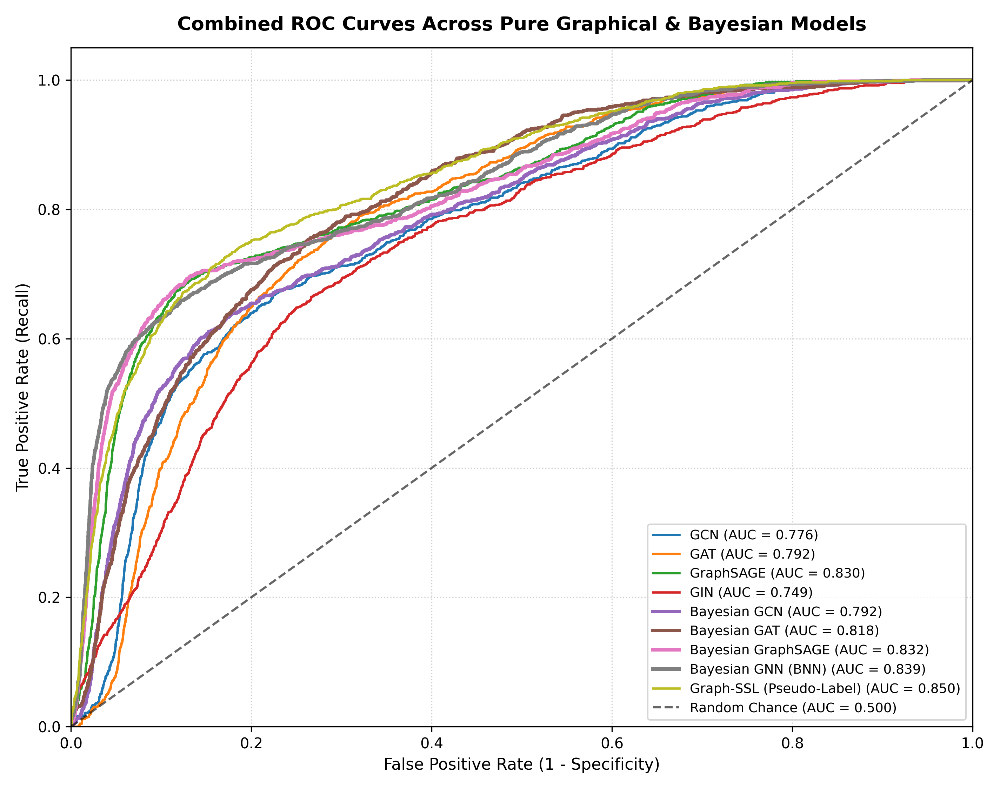 Combined ROC Curves Across Pure Graphical & Bayesian Models
True Positive Rate (Recall)
1.0
0.8
0.6
0.4
0.2
0.0
GCN (AUC = 0.776)
GAT (AUC = 0.792)
GraphSAGE (AUC = 0.830)
GIN (AUC = 0.749)
Bayesian GCN (AUC = 0.792)
Bayesian GAT (AUC = 0.818)
Bayesian GraphSAGE (AUC = 0.832)
Bayesian GNN (BNN) (AUC = 0.839)
Graph-SSL (Pseudo-Label) (AUC = 0.850)
Random Chance (AUC = 0.500)
0.0 0.2 0.4 0.6 0.8 1.0
False Positive Rate (1 - Specificity)